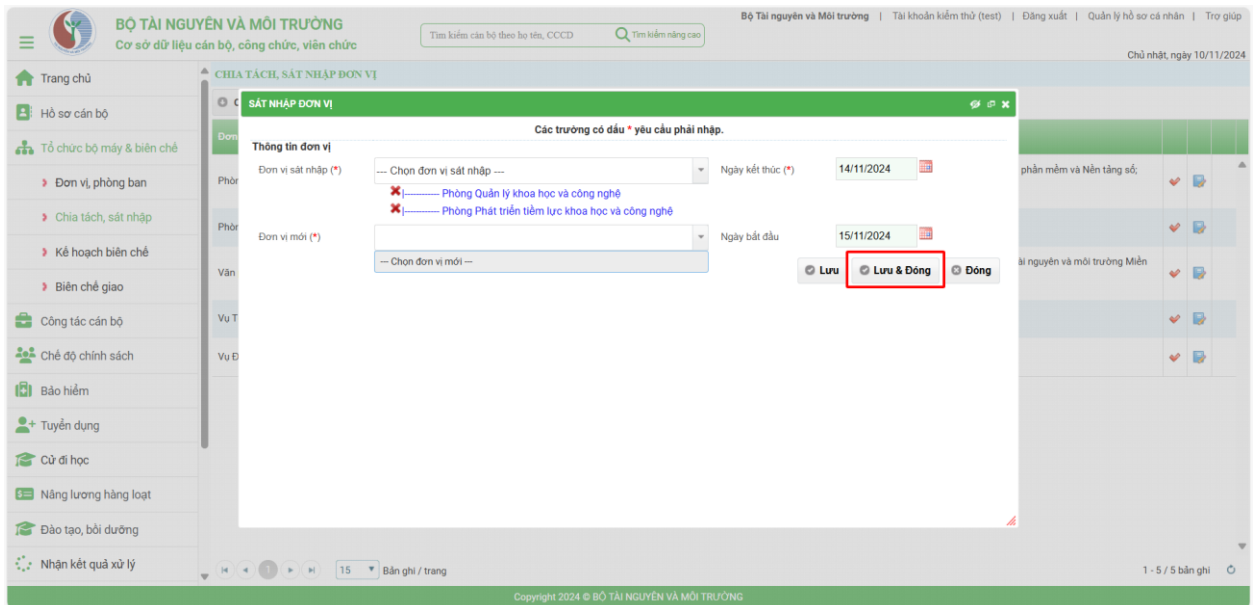 Bộ Tài nguyên và Môi trường | Tài khoản kiểm thử (test) | Đăng xuất | Quản lý hồ sơ cá nhân | Trợ giúp
BỘ TÀI NGUYÊN VÀ MÔI TRƯỜNG
Cơ sở dữ liệu cán bộ, công chức, viên chức
Tìm kiếm cán bộ theo họ tên, CCCD
Tìm kiếm nâng cao
Chủ nhật, ngày 10/11/2024
Trang chủ
Hồ sơ cán bộ
Tổ chức bộ máy & biên chế
Đơn vị, phòng ban
Chia tách, sát nhập
Kế hoạch biên chế
Biên chế giao
Công tác cán bộ
Chế độ chính sách
Bảo hiểm
Tuyển dụng
Cử đi học
Nâng lương hàng loạt
Đào tạo, bồi dưỡng
Nhận kết quả xử lý
CHIA TÁCH, SÁT NHẬP ĐƠN VỊ
Đơn
Phòn
phần mềm và Nền tảng số;
Phòn
Văn
ài nguyên và môi trường Miền
Vụ T
Vụ Đ
SÁT NHẬP ĐƠN VỊ
Các trường có dấu * yêu cầu phải nhập.
Thông tin đơn vị
Đơn vị sát nhập (*)
--- Chọn đơn vị sát nhập ---
Ngày kết thúc (*)
14/11/2024
|----------- Phòng Quản lý khoa học và công nghệ
|----------- Phòng Phát triển tiềm lực khoa học và công nghệ
Đơn vị mới (*)
Ngày bắt đầu
15/11/2024
--- Chọn đơn vị mới ---
Lưu
Lưu & Đóng
Đóng
1
15
Bản ghi / trang
1 - 5 / 5 bản ghi
Copyright 2024 © BỘ TÀI NGUYÊN VÀ MÔI TRƯỜNG